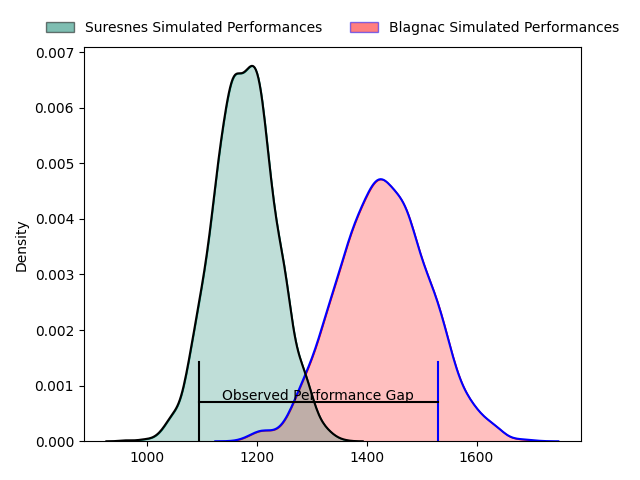 Suresnes Simulated Performances Blagnac Simulated Performances
0.007
0.006
0.005
0.004
0.003
0.002
0.001
0.000
Density
Observed Performance Gap
1000 1200 1400 1600